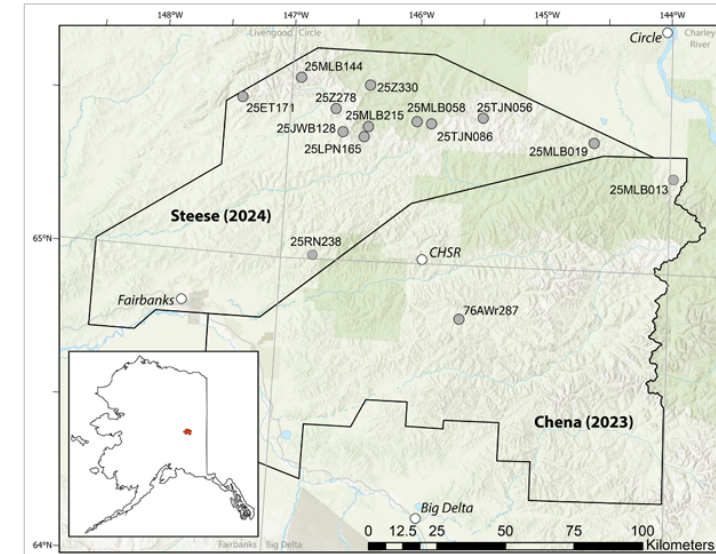 148°W
147°W
146°W
145°W
144°W
Livengood Circle
Circle
Charley
River
25MLB144
25Z330
25ET171
25Z278
25MLB215
25MLB058
25TJN056
25JWB128
25TJN086
25LPN165
25MLB019
25MLB013
Steese (2024)
65°N
25RN238
CHSR
Fairbanks
76AWr287
Chena (2023)
Big Delta
0 12.5 25 50 75 100
Kilometers
64°N
Fairbanks Big Delta